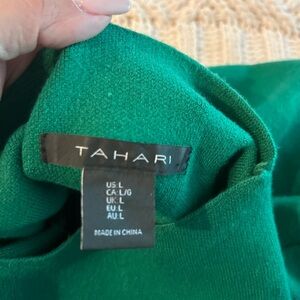 TAHARI
US: L
CA: L/G
UK: L
EU: L
AU: L
MADE IN CHINA